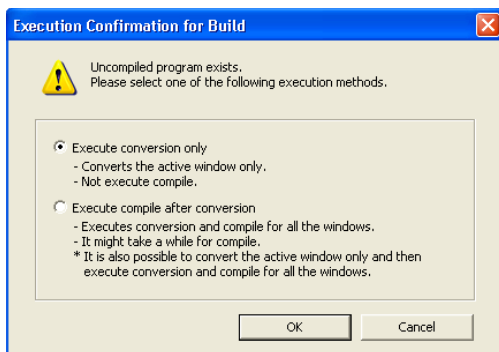 Execution Confirmation for Build
Uncompiled program exists.
Please select one of the following execution methods.
Execute conversion only
- Converts the active window only.
- Not execute compile.
Execute compile after conversion
- Executes conversion and compile for all the windows.
- It might take a while for compile.
* It is also possible to convert the active window only and then
execute conversion and compile for all the windows.
OK
Cancel